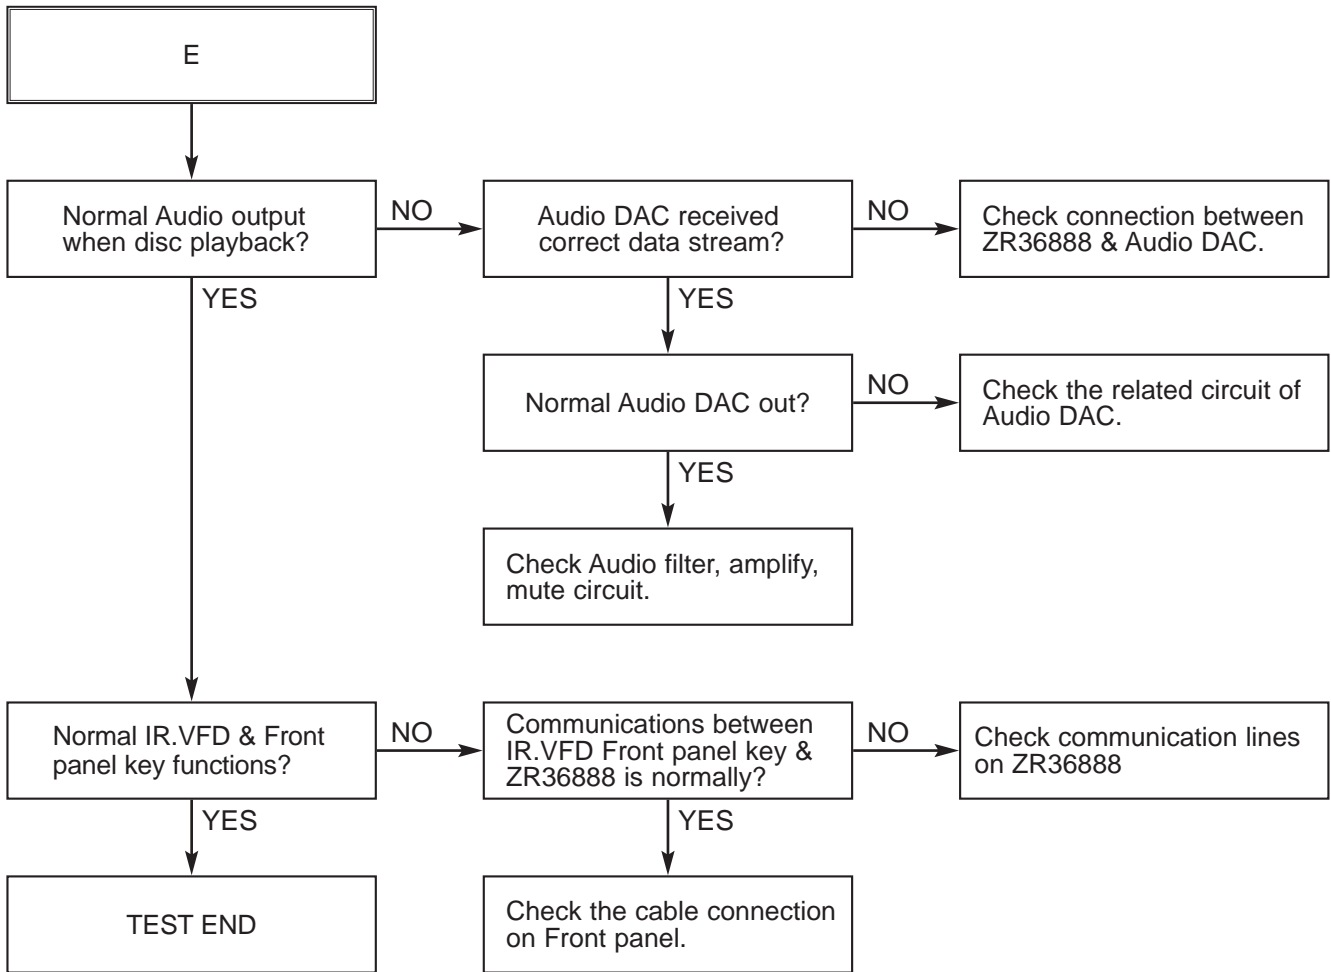 E
Normal Audio output
when disc playback?
NO
Audio DAC received
correct data stream?
NO
Check connection between
ZR36888 & Audio DAC.
YES
YES
Normal Audio DAC out?
NO
Check the related circuit of
Audio DAC.
YES
Check Audio filter, amplify,
mute circuit.
Normal IR.VFD & Front
panel key functions?
NO
Communications between
IR.VFD Front panel key &
ZR36888 is normally?
NO
Check communication lines
on ZR36888
YES
YES
TEST END
Check the cable connection
on Front panel.